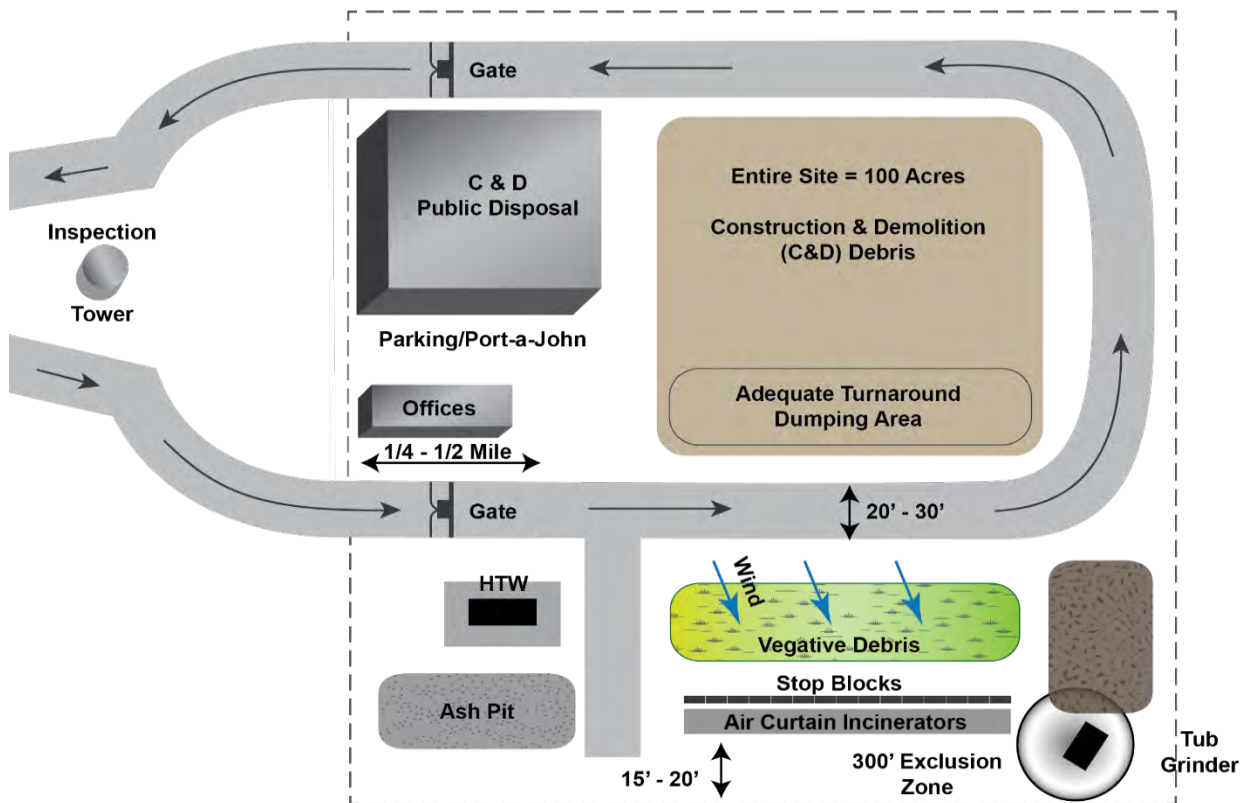 Gate
C & D
Public Disposal
Entire Site = 100 Acres
Construction & Demolition
(C&D) Debris
Inspection
Tower
Parking/Port-a-John
Offices
1/4 - 1/2 Mile
Adequate Turnaround
Dumping Area
Gate
20’ - 30’
HTW
Wind
Vegative Debris
Stop Blocks
Ash Pit
Air Curtain Incinerators
15’ - 20’
300’ Exclusion
Zone
Tub
Grinder